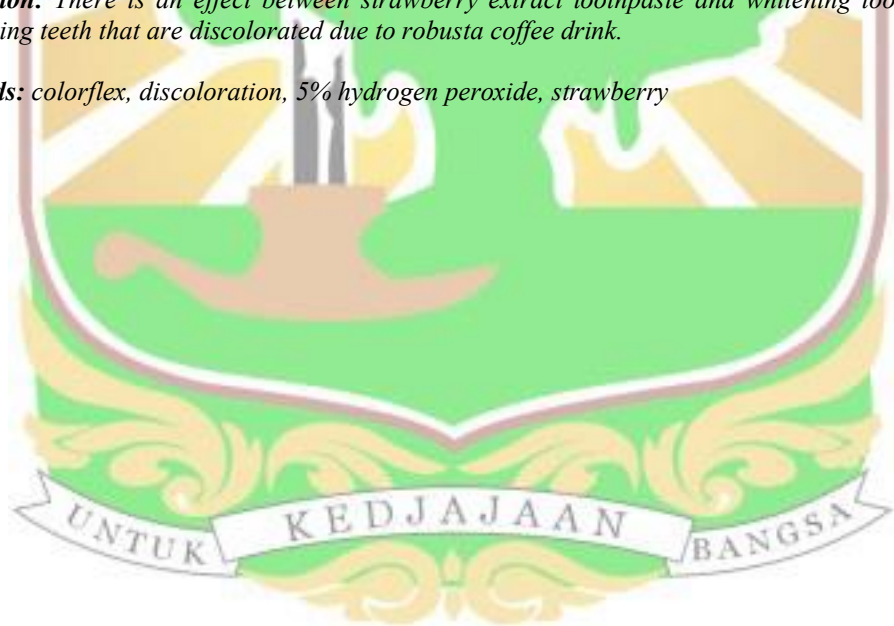 ion: There is an effect between strawberry extract toothpaste and whitening too
ing teeth that are discolorated due to robusta coffee drink.
ds: colorflex, discoloration, 5% hydrogen peroxide, strawberry
UNTUK KEDJAJAAN BANGSA